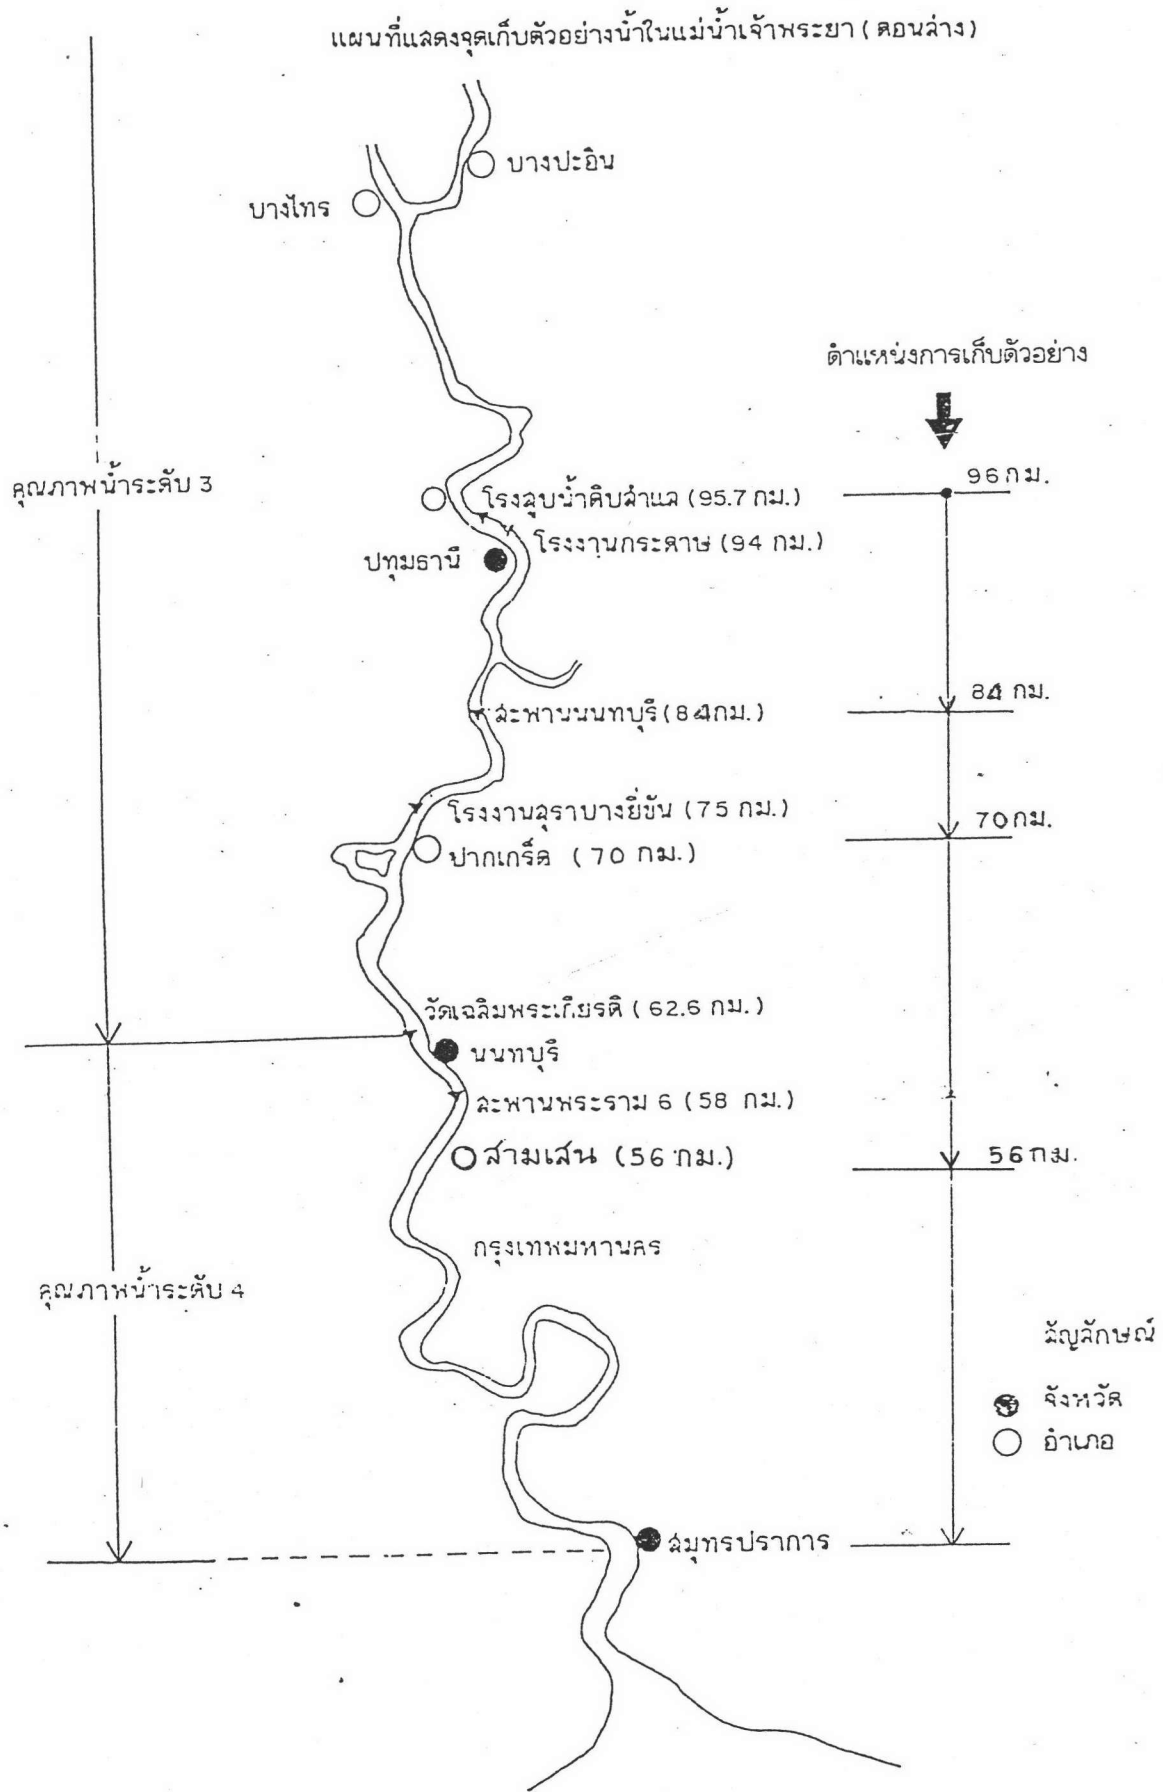 แผนที่แสดงจุดเก็บตัวอย่างน้ำในแม่น้ำเจ้าพระยา (ตอนล่าง)
บางปะอิน
บางไทร
ตำแหน่งการเก็บตัวอย่าง
คุณภาพน้ำระดับ 3
96 กม.
โรงสูบน้ำดิบสำแล (95.7 กม.)
โรงงานกระดาษ (94 กม.)
ปทุมธานี
84 กม.
สะพานนนทบุรี (84 กม.)
โรงงานสุราบางยี่ขัน (75 กม.)
70 กม.
ปากเกร็ด (70 กม.)
วัดเฉลิมพระเกียรติ (62.6 กม.)
นนทบุรี
สะพานพระราม 6 (58 กม.)
สามเสน (56 กม.)
56 กม.
กรุงเทพมหานคร
คุณภาพน้ำระดับ 4
สัญลักษณ์
จังหวัด
อำเภอ
สมุทรปราการ